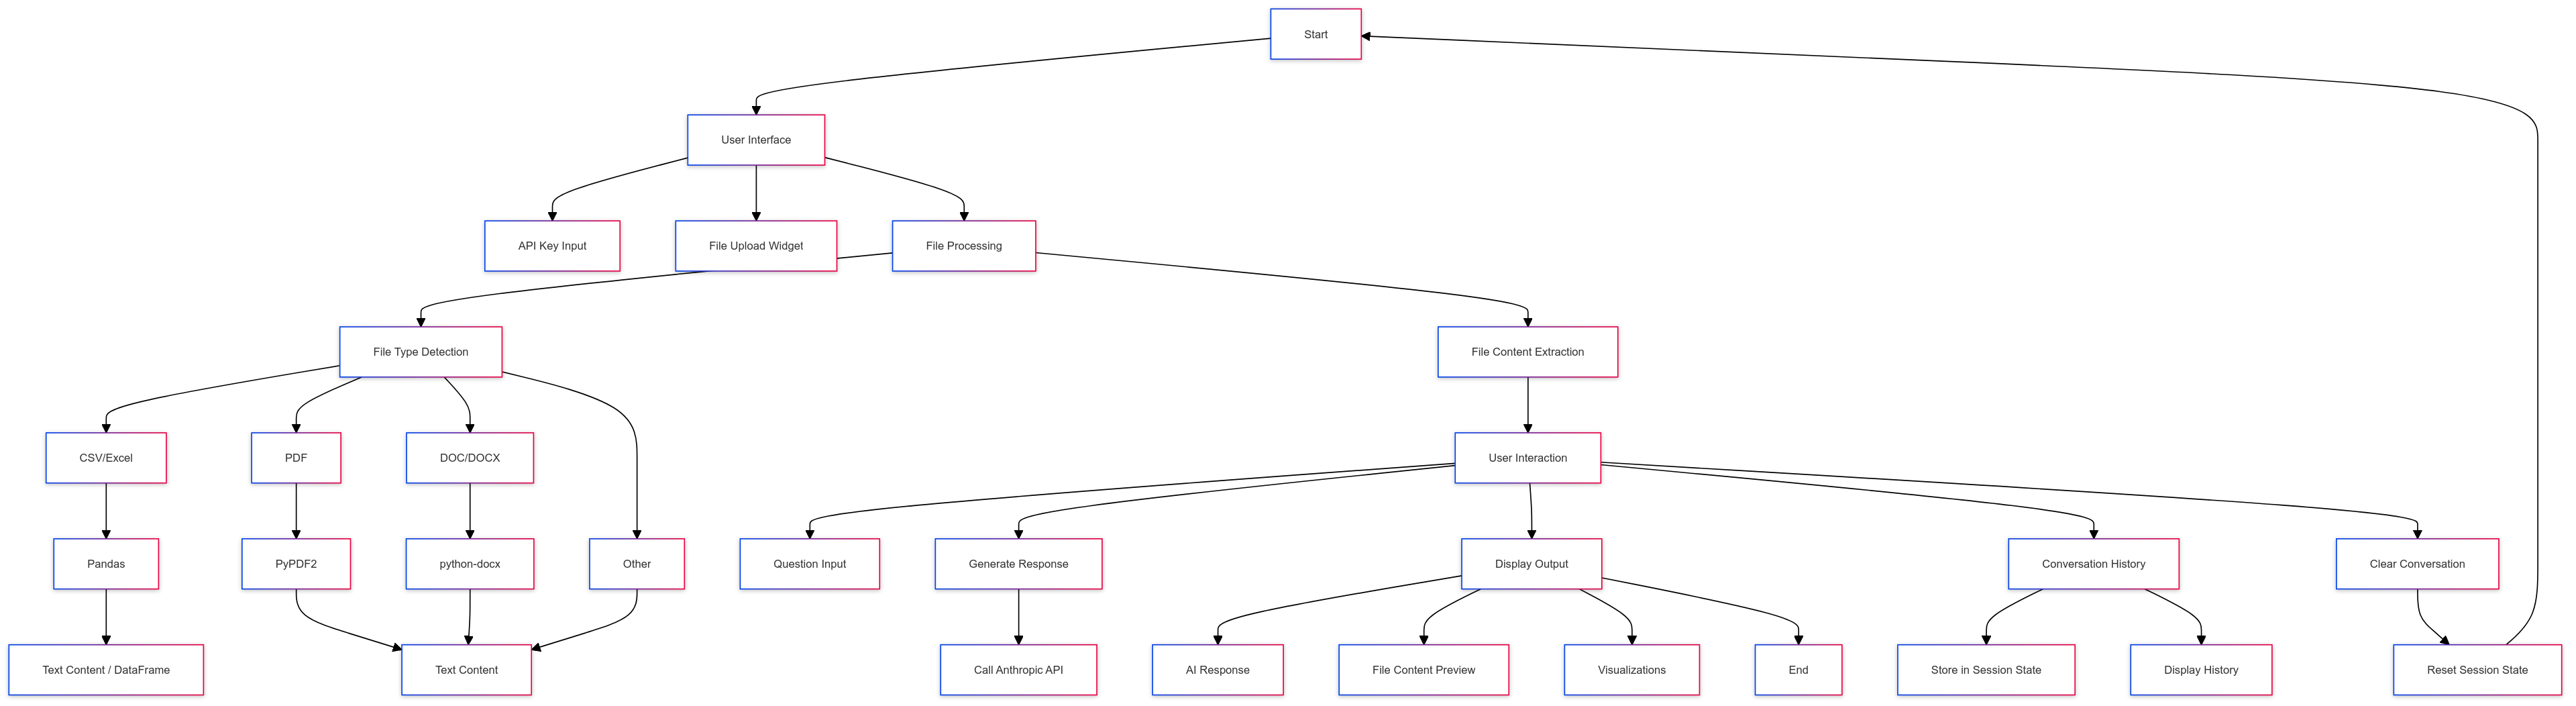 Start
User Interface
API Key Input
File Upload Widget
File Processing
File Type Detection
File Content Extraction
CSV/Excel
PDF
DOC/DOCX
User Interaction
Pandas
PyPDF2
python-docx
Other
Question Input
Generate Response
Display Output
Conversation History
Clear Conversation
Text Content / DataFrame
Text Content
Call Anthropic API
AI Response
File Content Preview
Visualizations
End
Store in Session State
Display History
Reset Session State